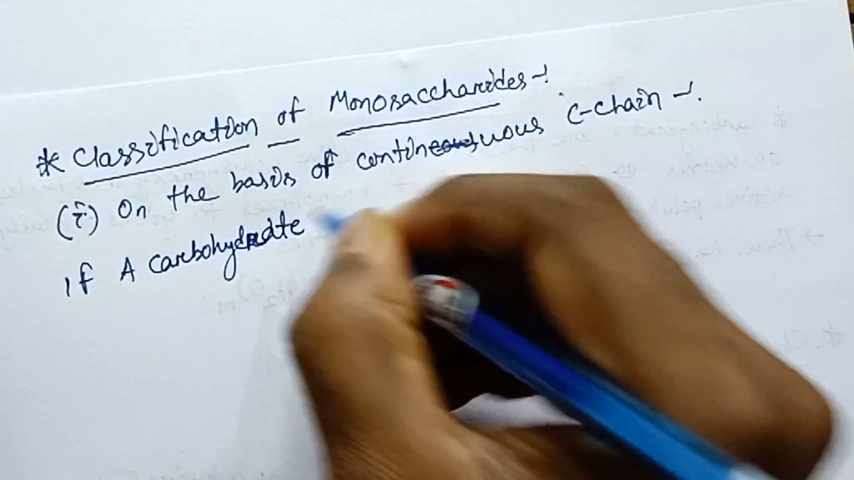 * Classification of Monosaccharides -:
(i) On the basis of continuous C-Chain -:
If A carbohydrate